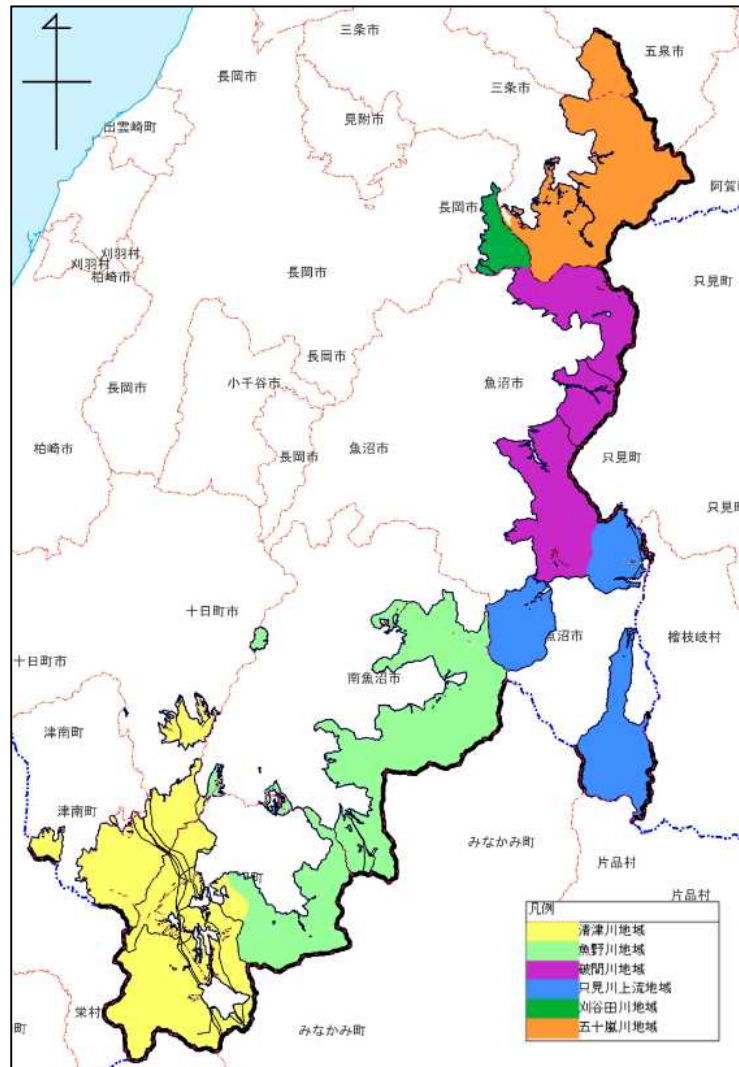 三条市
五泉市
長岡市
三条市
見附市
出雲崎町
長岡市
只見町
刈羽村
刈羽村
柏崎市
長岡市
長岡市
魚沼市
長岡市
小千谷市
柏崎市
長岡市
魚沼市
只見町
十日町市
魚沼市
檜枝岐村
十日町市
南魚沼市
津南町
津南町
みなかみ町
片品村
片品村
凡例
清津川地域
魚野川地域
破間川地域
只見川上流地域
刈谷田川地域
五十嵐川地域
栄村
みなかみ町
町